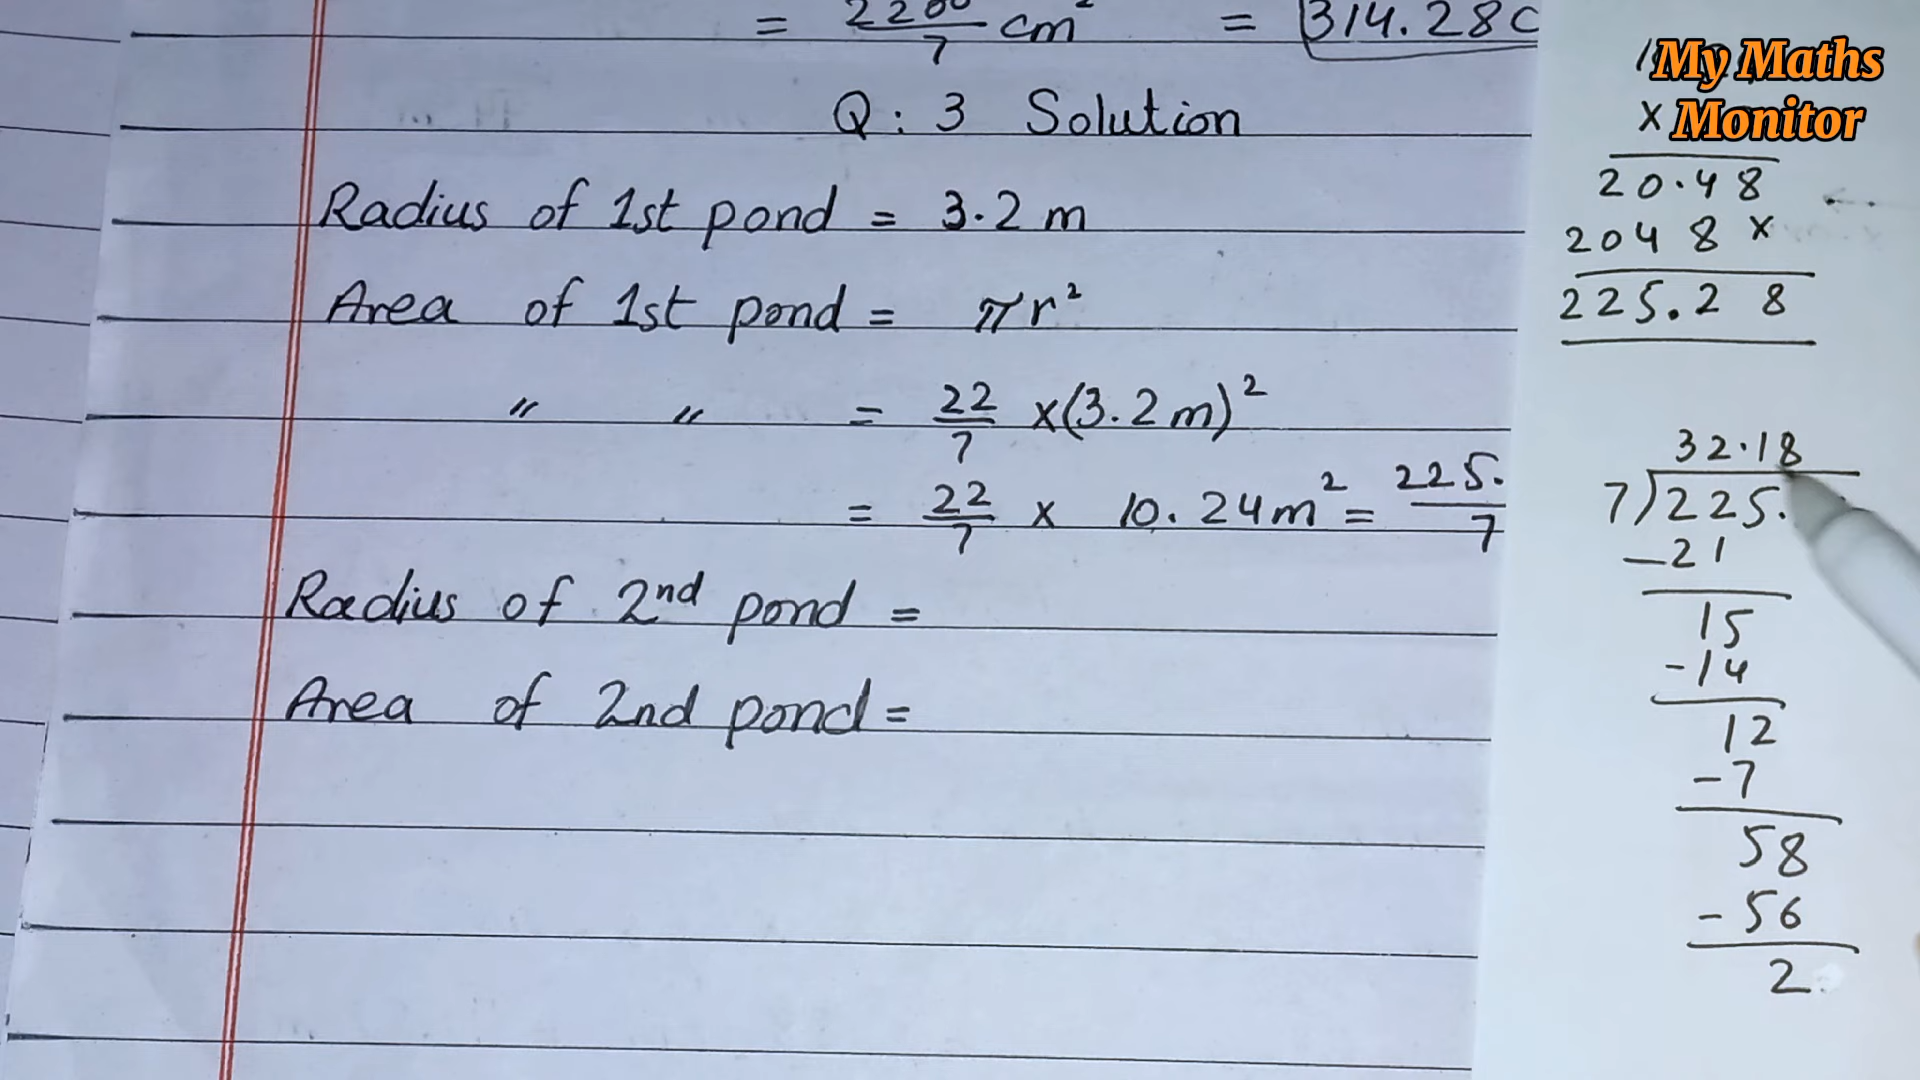 = 2200/7 cm² = 314.28c
Q: 3 Solution
Radius of 1st pond = 3.2 m
Area of 1st pond = πr²
" " = 22/7 x(3.2m)²
= 22/7 x 10.24m² = 225./7
Radius of 2nd pond =
Area of 2nd pond =
My Maths
x Monitor
20.48
2048x
225.28
32.18
7)225.
-21
15
-14
12
-7
58
-56
2